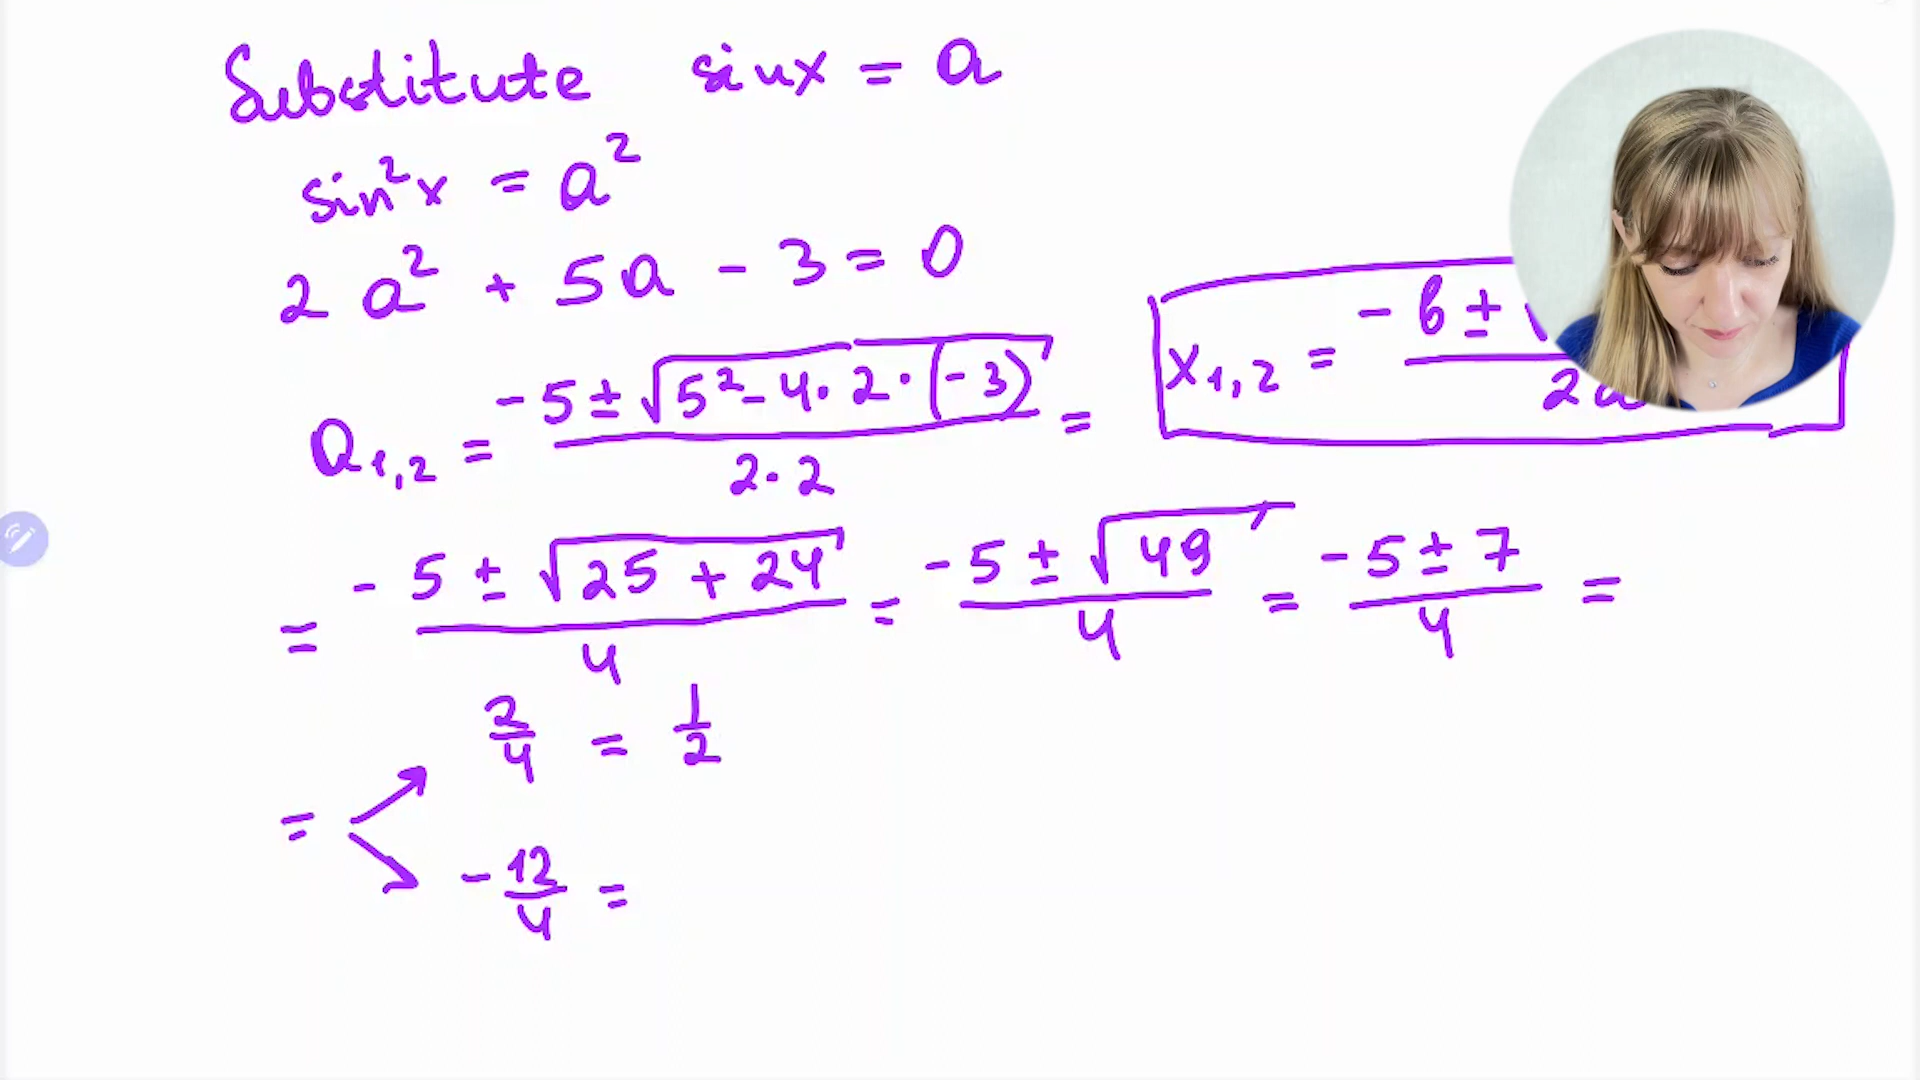 Substitute sinx = a
sin²x = a²
2a² + 5a - 3 = 0
a₁,₂ = (-5 ± √(5² - 4·2·(-3)))/(2·2) =
x₁,₂ = (-b ± √)/(2a)
= (-5 ± √(25 + 24))/4 = (-5 ± √49)/4 = (-5 ± 7)/4 =
2/4 = 1/2
=
-12/4 =